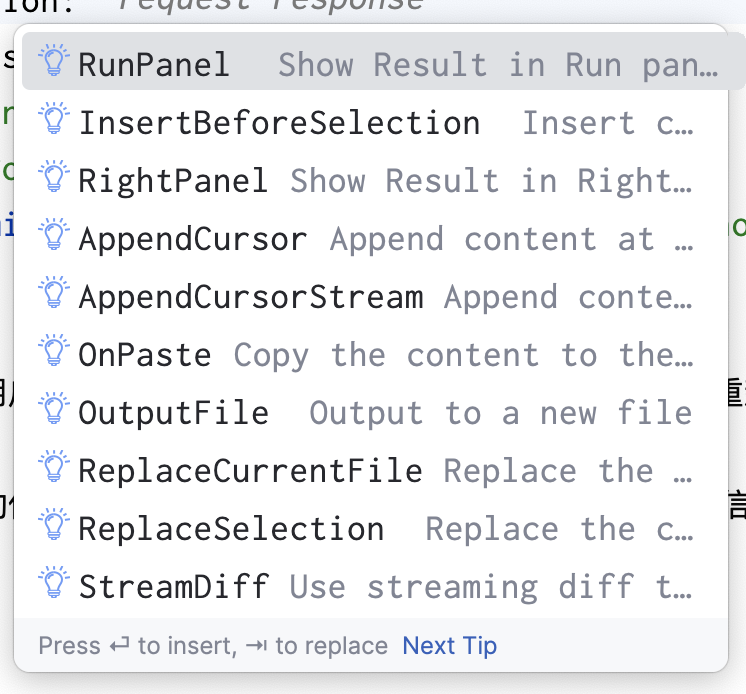 ion: request response
RunPanel Show Result in Run pan…
InsertBeforeSelection Insert c…
RightPanel Show Result in Right…
AppendCursor Append content at …
AppendCursorStream Append conte…
OnPaste Copy the content to the…
OutputFile Output to a new file
ReplaceCurrentFile Replace the …
ReplaceSelection Replace the c…
StreamDiff Use streaming diff t…
Press ⏎ to insert, ⇥ to replace Next Tip